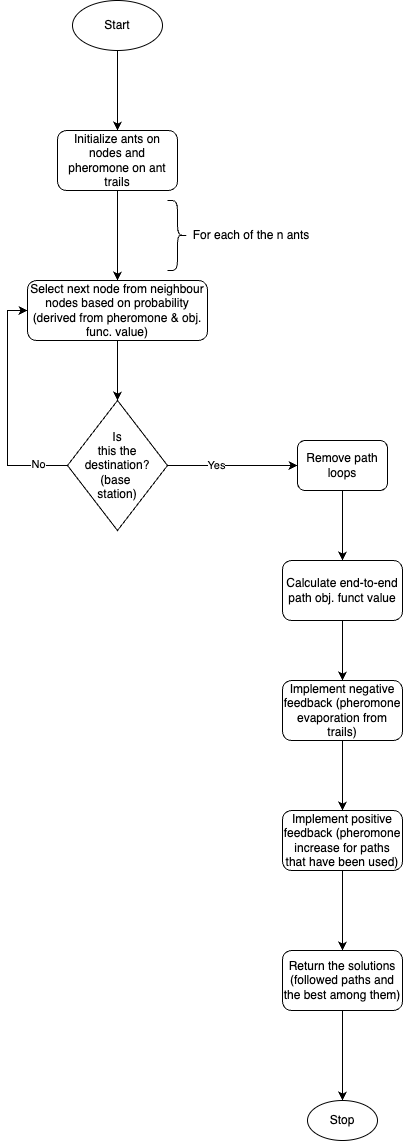 Start
Initialize ants on
nodes and
pheromone on ant
trails
For each of the n ants
Select next node from neighbour
nodes based on probability
(derived from pheromone & obj.
func. value)
Is
this the
destination?
(base
station)
No
Yes
Remove path
loops
Calculate end-to-end
path obj. funct value
Implement negative
feedback (pheromone
evaporation from
trails)
Implement positive
feedback (pheromone
increase for paths
that have been used)
Return the solutions
(followed paths and
the best among them)
Stop